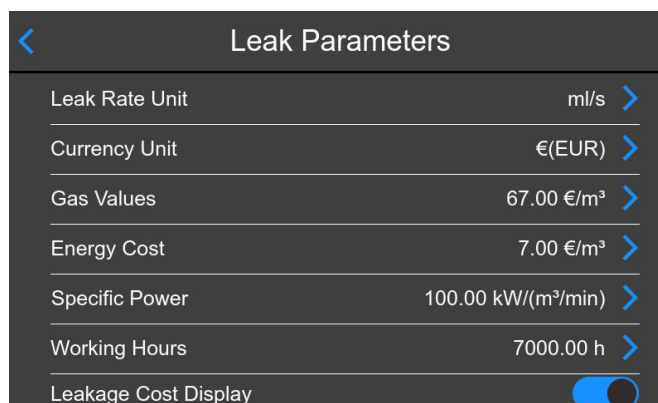 Leak Parameters
Leak Rate Unit ml/s
Currency Unit €(EUR)
Gas Values 67.00 €/m³
Energy Cost 7.00 €/m³
Specific Power 100.00 kW/(m³/min)
Working Hours 7000.00 h
Leakage Cost Display